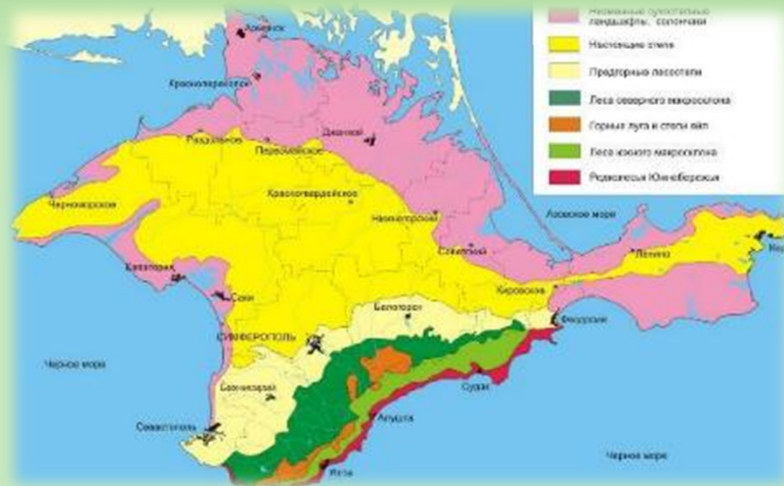 ландшафты, солончаки
Настоящие степи
Предгорные лесостепи
Леса северного макросклона
Горные луга и степи яйл
Леса южного макросклона
Редколесья Южнобережья
Армянск
Красноперекопск
Джанкой
Раздольное
Первомайское
Черноморское
Красногвардейское
Нижнегорский
Азовское море
Советский
Ленино
Евпатория
Саки
Кировское
Белогорск
Феодосия
СИМФЕРОПОЛЬ
Черное море
Бахчисарай
Судак
Севастополь
Алушта
Ялта
Черное море